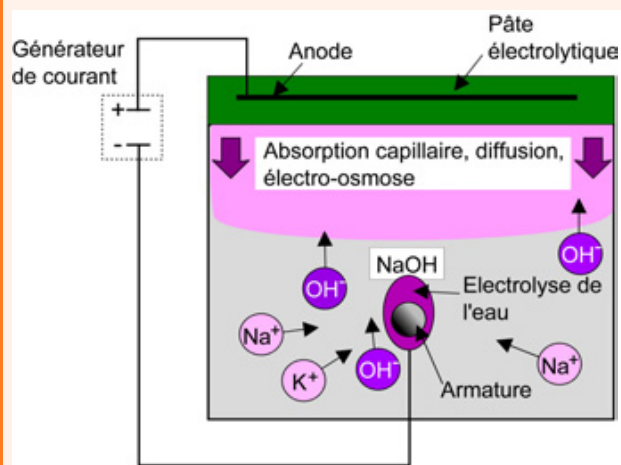 Générateur
de courant
Anode
Pâte
électrolytique
+
-
Absorption capillaire, diffusion,
électro-osmose
OH⁻
OH⁻
NaOH
Electrolyse de
l'eau
Na⁺
K⁺
OH⁻
Na⁺
Armature